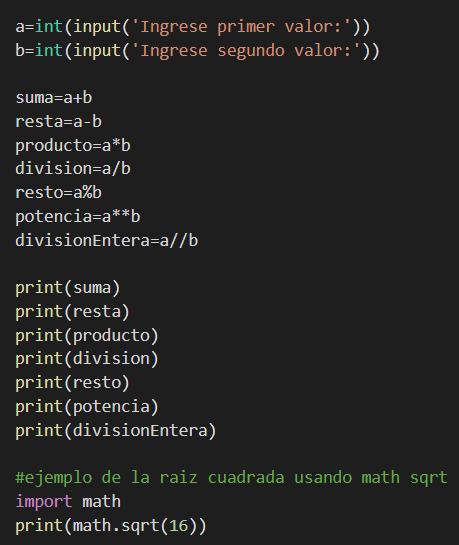 a=int(input('Ingrese primer valor:'))
b=int(input('Ingrese segundo valor:'))
suma=a+b
resta=a-b
producto=a*b
division=a/b
resto=a%b
potencia=a**b
divisionEntera=a//b
print(suma)
print(resta)
print(producto)
print(division)
print(resto)
print(potencia)
print(divisionEntera)
#ejemplo de la raiz cuadrada usando math sqrt
import math
print(math.sqrt(16))